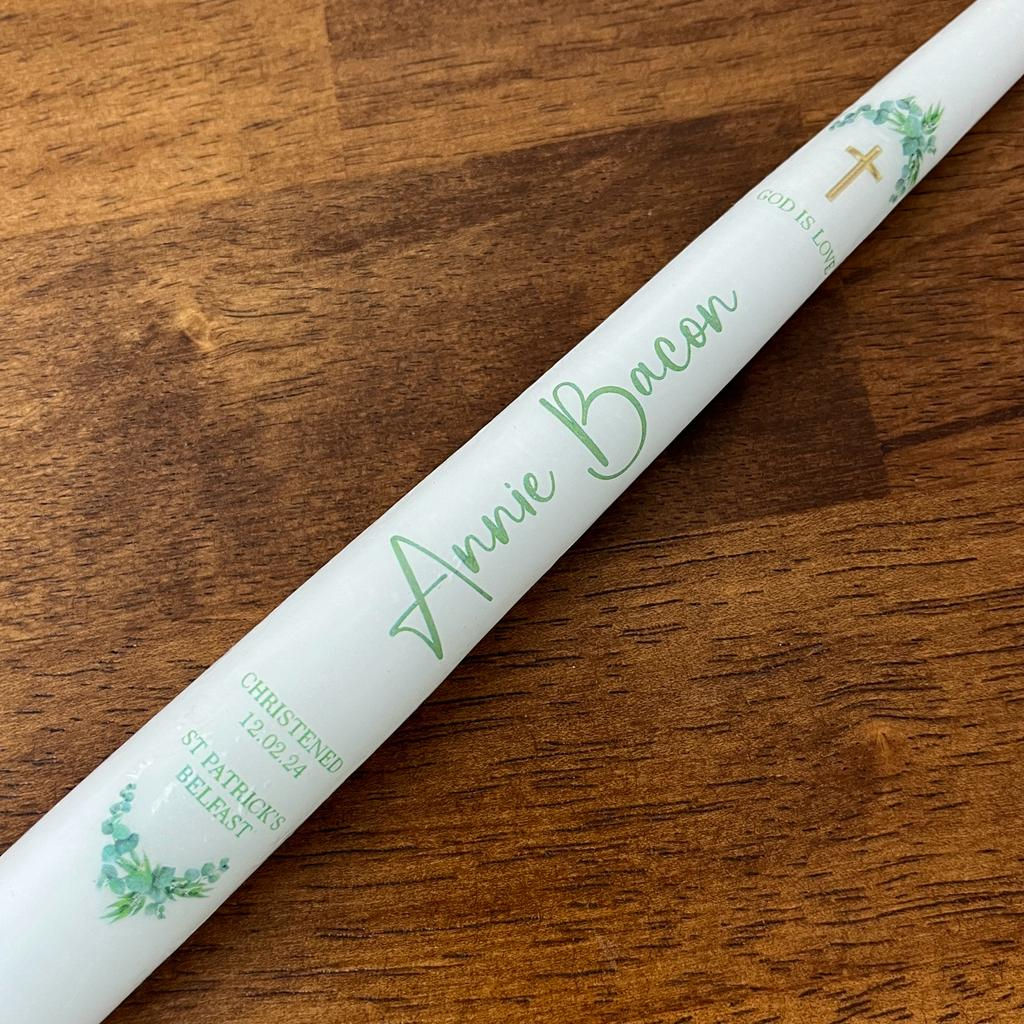 GOD IS LOVE
Annie Bacon
CHRISTENED
12.02.24
ST PATRICK'S
BELFAST